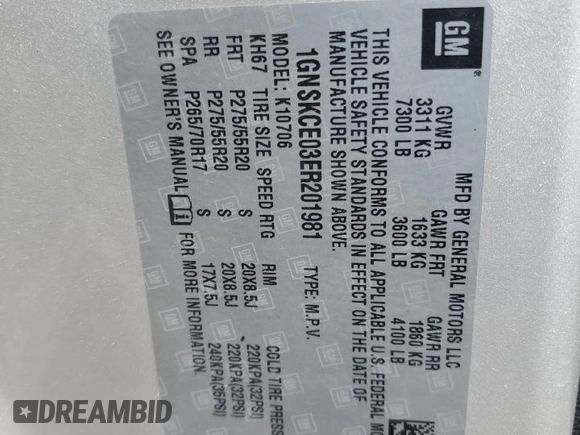 GM ®
MFD BY GENERAL MOTORS LLC
GVWR GAWR FRT GAWR RR
3311 KG 1633 KG 1860 KG
7300 LB 3600 LB 4100 LB
THIS VEHICLE CONFORMS TO ALL APPLICABLE U.S. FEDERAL
VEHICLE SAFETY STANDARDS IN EFFECT ON THE DATE OF
MANUFACTURE SHOWN ABOVE.
1GNSKCE03ER201981 TYPE: M.P.V.
MODEL: K10706
KH67 TIRE SIZE SPEED RTG RIM COLD TIRE PRESS
FRT P275/55R20 S 20X8.5J 220KPA(32PSI)
RR P275/55R20 S 20X8.5J 220KPA(32PSI)
SPA P265/70R17 S 17X7.5J 240KPA(35PSI)
SEE OWNER'S MANUAL FOR MORE INFORMATION.
DREAMBID